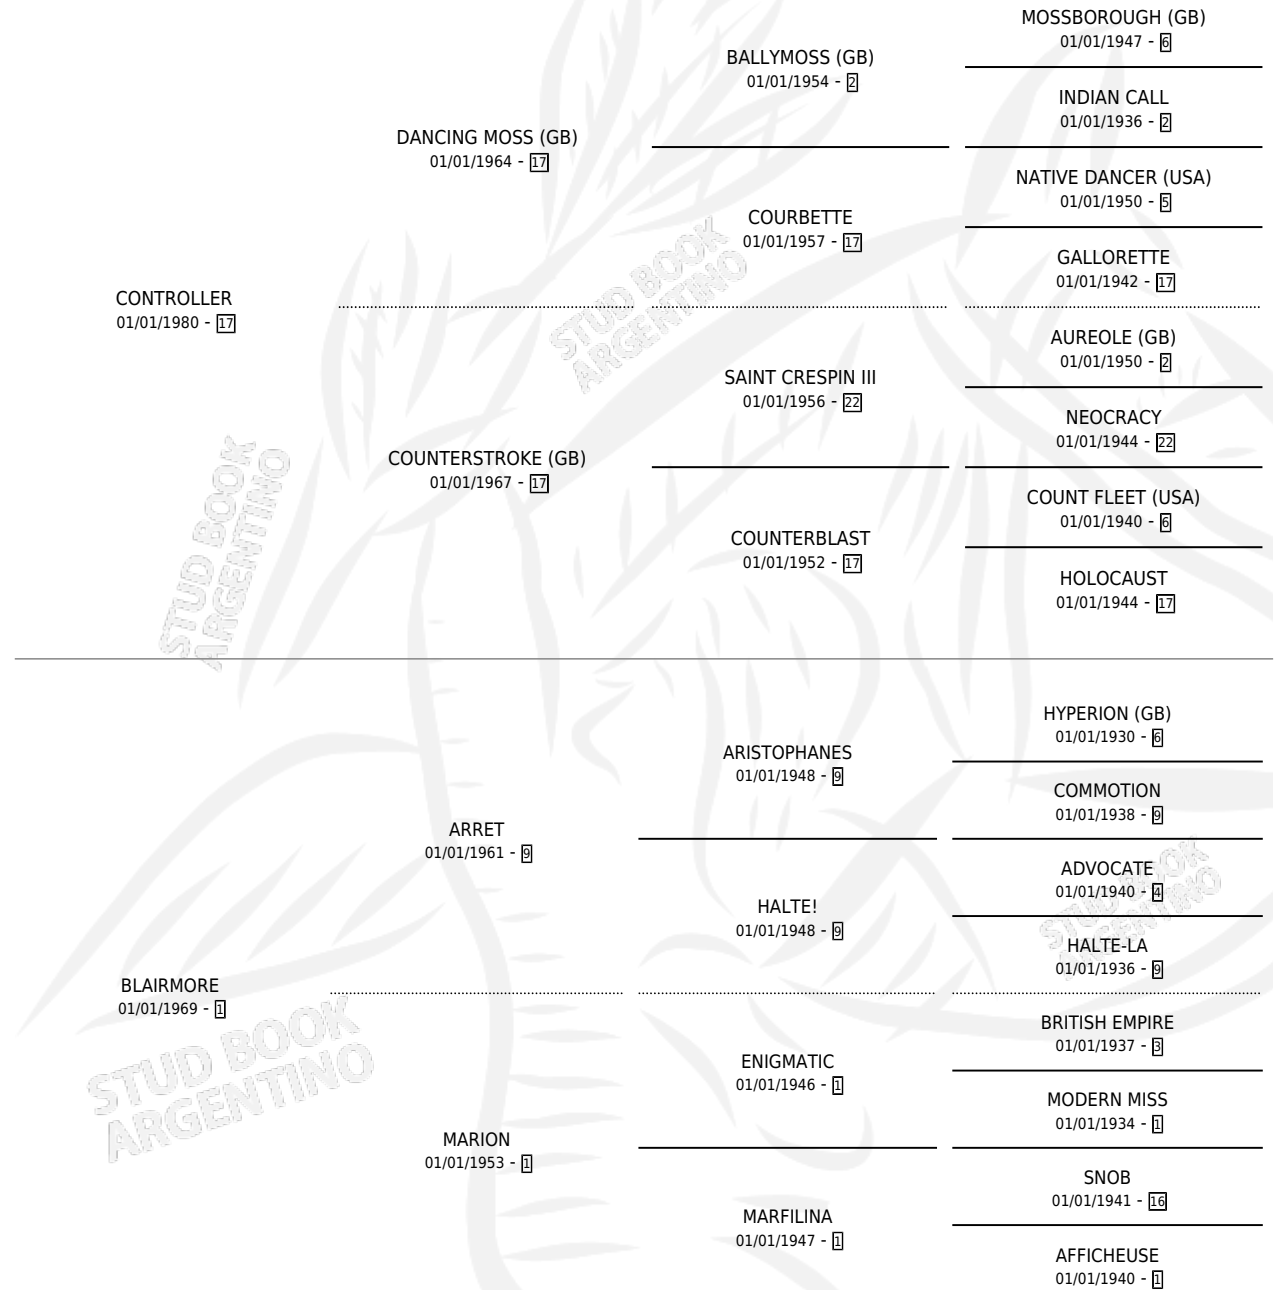 MOSSBOROUGH (GB)
01/01/1947 - 6
BALLYMOSS (GB)
01/01/1954 - 2
INDIAN CALL
01/01/1936 - 2
DANCING MOSS (GB)
01/01/1964 - 17
NATIVE DANCER (USA)
01/01/1950 - 5
COURBETTE
01/01/1957 - 17
GALLORETTE
01/01/1942 - 17
CONTROLLER
01/01/1980 - 17
AUREOLE (GB)
01/01/1950 - 2
SAINT CRESPIN III
01/01/1956 - 22
NEOCRACY
01/01/1944 - 22
COUNTERSTROKE (GB)
01/01/1967 - 17
COUNT FLEET (USA)
01/01/1940 - 6
COUNTERBLAST
01/01/1952 - 17
HOLOCAUST
01/01/1944 - 17
HYPERION (GB)
01/01/1930 - 6
ARISTOPHANES
01/01/1948 - 9
COMMOTION
01/01/1938 - 9
ARRET
01/01/1961 - 9
ADVOCATE
01/01/1940 - 4
HALTE!
01/01/1948 - 9
HALTE-LA
01/01/1936 - 9
BLAIRMORE
01/01/1969 - 1
BRITISH EMPIRE
01/01/1937 - 3
ENIGMATIC
01/01/1946 - 1
MODERN MISS
01/01/1934 - 1
MARION
01/01/1953 - 1
SNOB
01/01/1941 - 16
MARFILINA
01/01/1947 - 1
AFFICHEUSE
01/01/1940 - 1
STUD BOOK
ARGENTINO
STUD BOOK
ARGENTINO
STUD BOOK
ARGENTINO
STUD BOOK
ARGENTINO